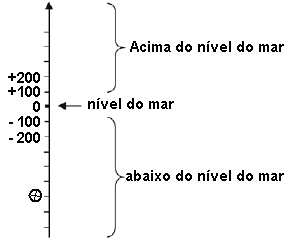 Acima do nível do mar
+200
+100
0 nível do mar
- 100
- 200
abaixo do nível do mar